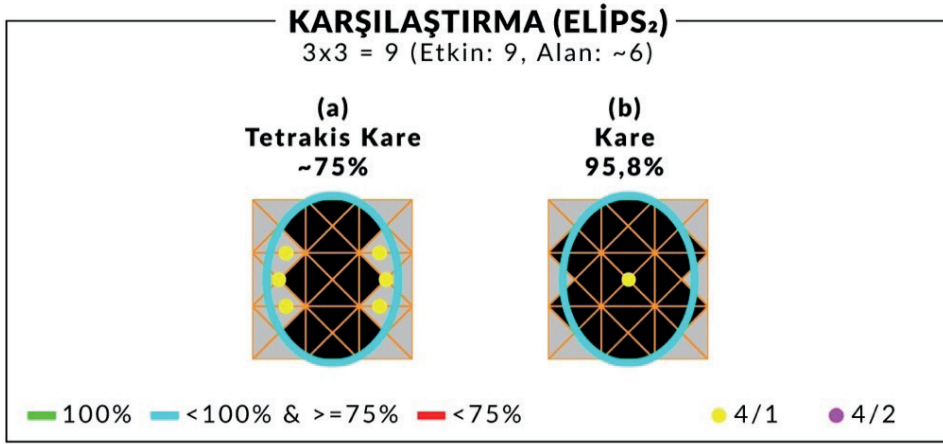 KARŞILAŞTIRMA (ELİPS₂)
3x3 = 9 (Etkin: 9, Alan: ~6)
(a)
Tetrakis Kare
~75%
(b)
Kare
95,8%
100% <100% & >=75% <75% 4/1 4/2